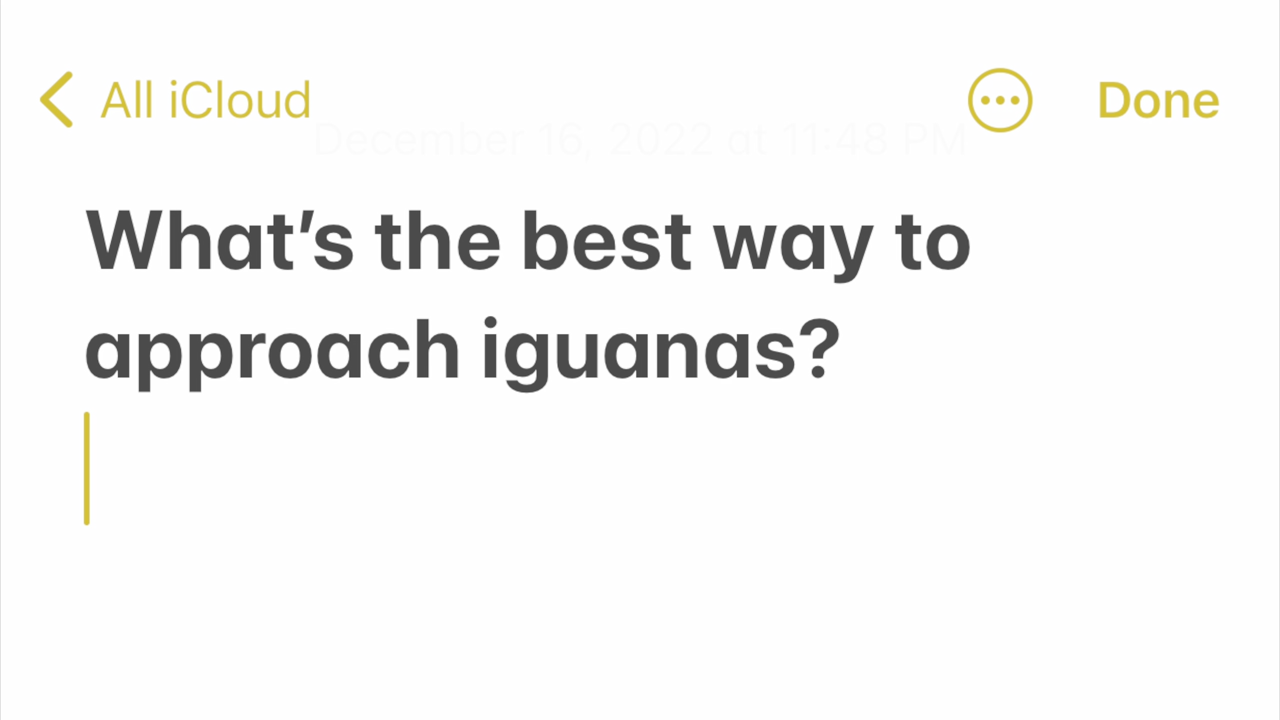 All iCloud
Done
December 16, 2022 at 11:48 PM
What’s the best way to
approach iguanas?